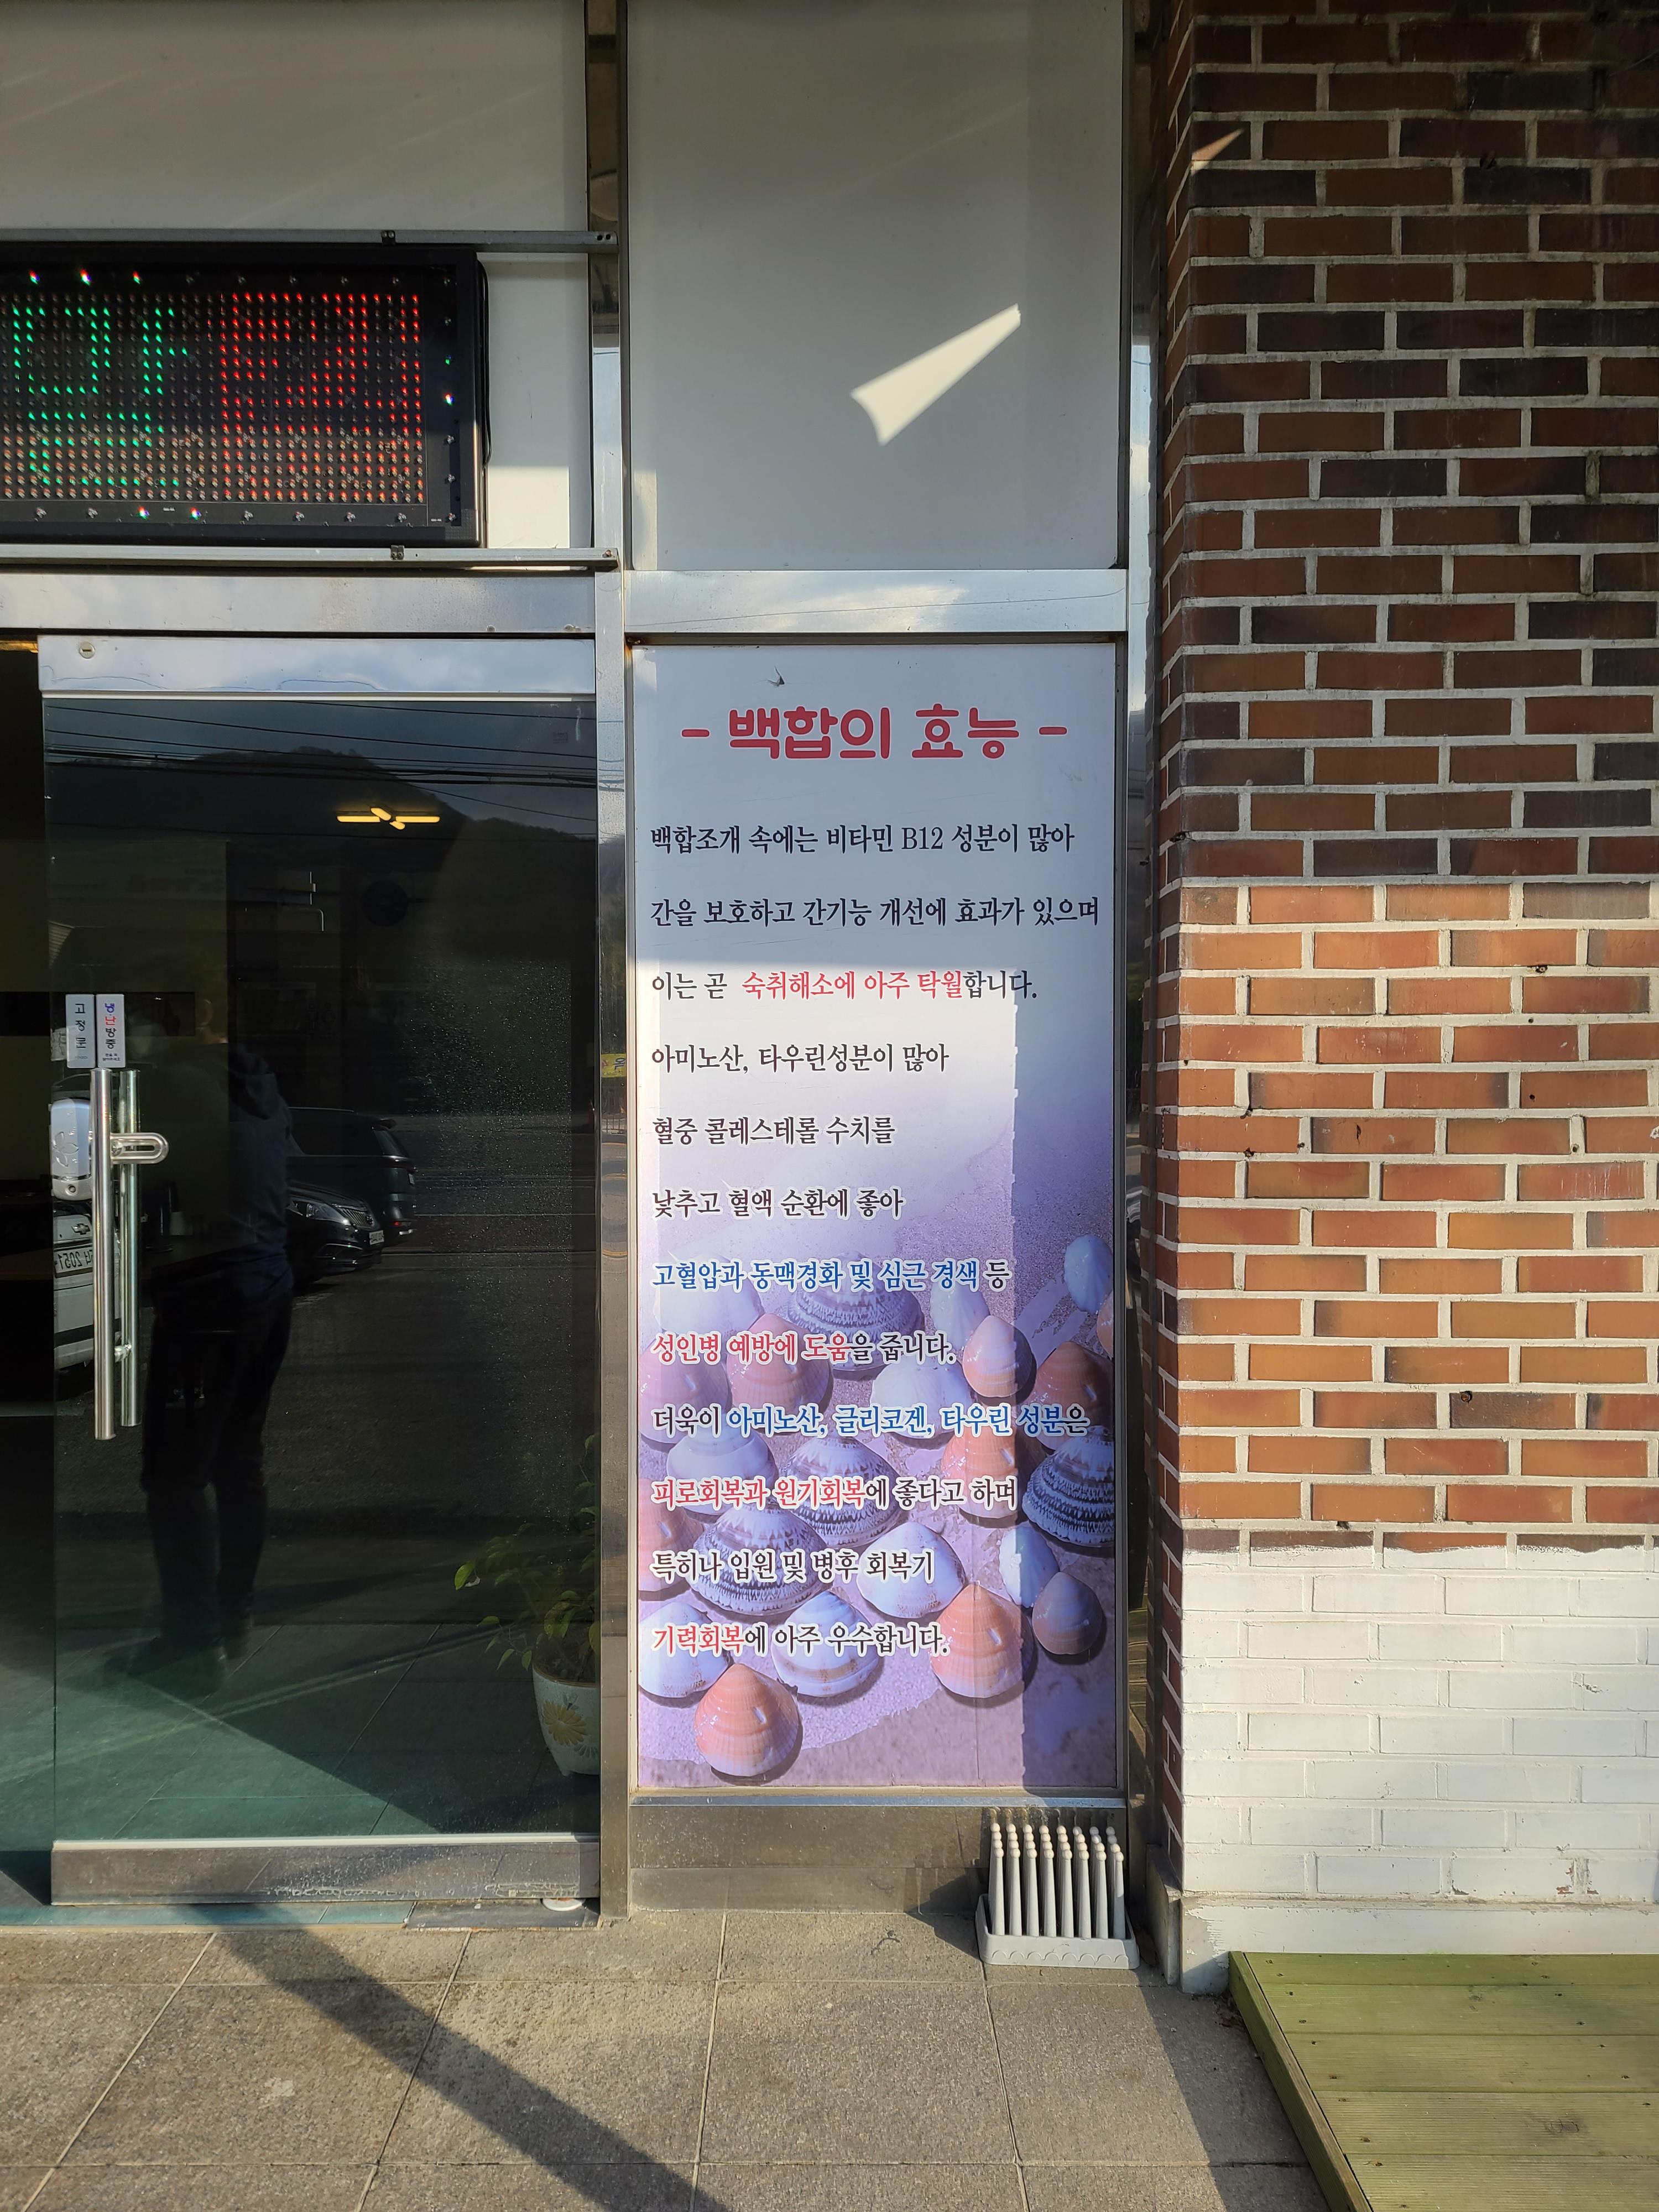 - 백합의 효능 -
백합조개 속에는 비타민 B12 성분이 많아
간을 보호하고 간기능 개선에 효과가 있으며
이는 곧 숙취해소에 아주 탁월합니다.
아미노산, 타우린성분이 많아
혈중 콜레스테롤 수치를
낮추고 혈액 순환에 좋아
고혈압과 동맥경화 및 심근 경색 등
성인병 예방에 도움을 줍니다.
더욱이 아미노산, 글리코겐, 타우린 성분은
피로회복과 원기회복에 좋다고 하며
특히나 입원 및 병후 회복기
기력회복에 아주 우수합니다.
고정문
냉난방중